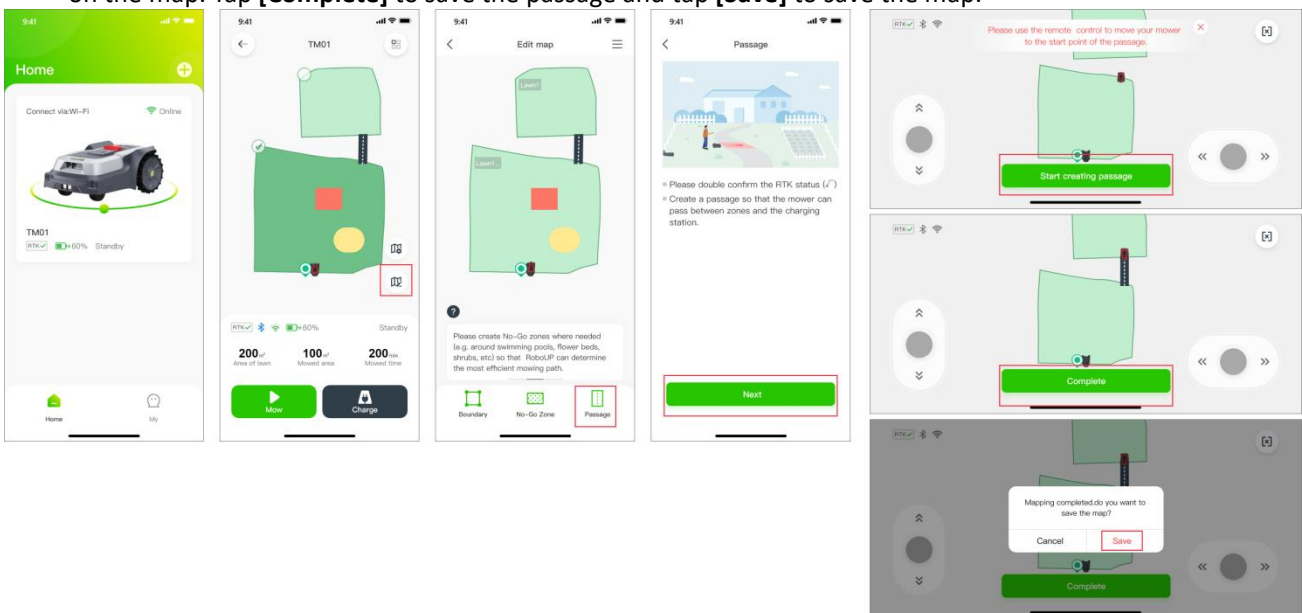 on the map. Tap [Complete] to save the passage and tap [Save] to save the map.
9:41
Home
Connect via:Wi-Fi
Online
TM01
RTK✓
60%
Standby
Home
My
9:41
TM01
RTK✓
60%
Standby
200 m²
100 m²
200 min
Area of lawn
Mowed area
Mowed time
Mow
Charge
9:41
Edit map
Lawn1
Lawn1...
?
Please create No-Go zones where needed
(e.g. around swimming pools, flower beds,
shrubs, etc) so that RoboUP can determine
the most efficient mowing path.
Boundary
No-Go Zone
Passage
9:41
Passage
Please double confirm the RTK status (√)
Create a passage so that the mower can
pass between zones and the charging
station.
Next
RTK✓
Please use the remote control to move your mower
to the start point of the passage.
Start creating passage
RTK✓
Complete
RTK✓
Mapping completed.do you want to
save the map?
Cancel
Save
Complete